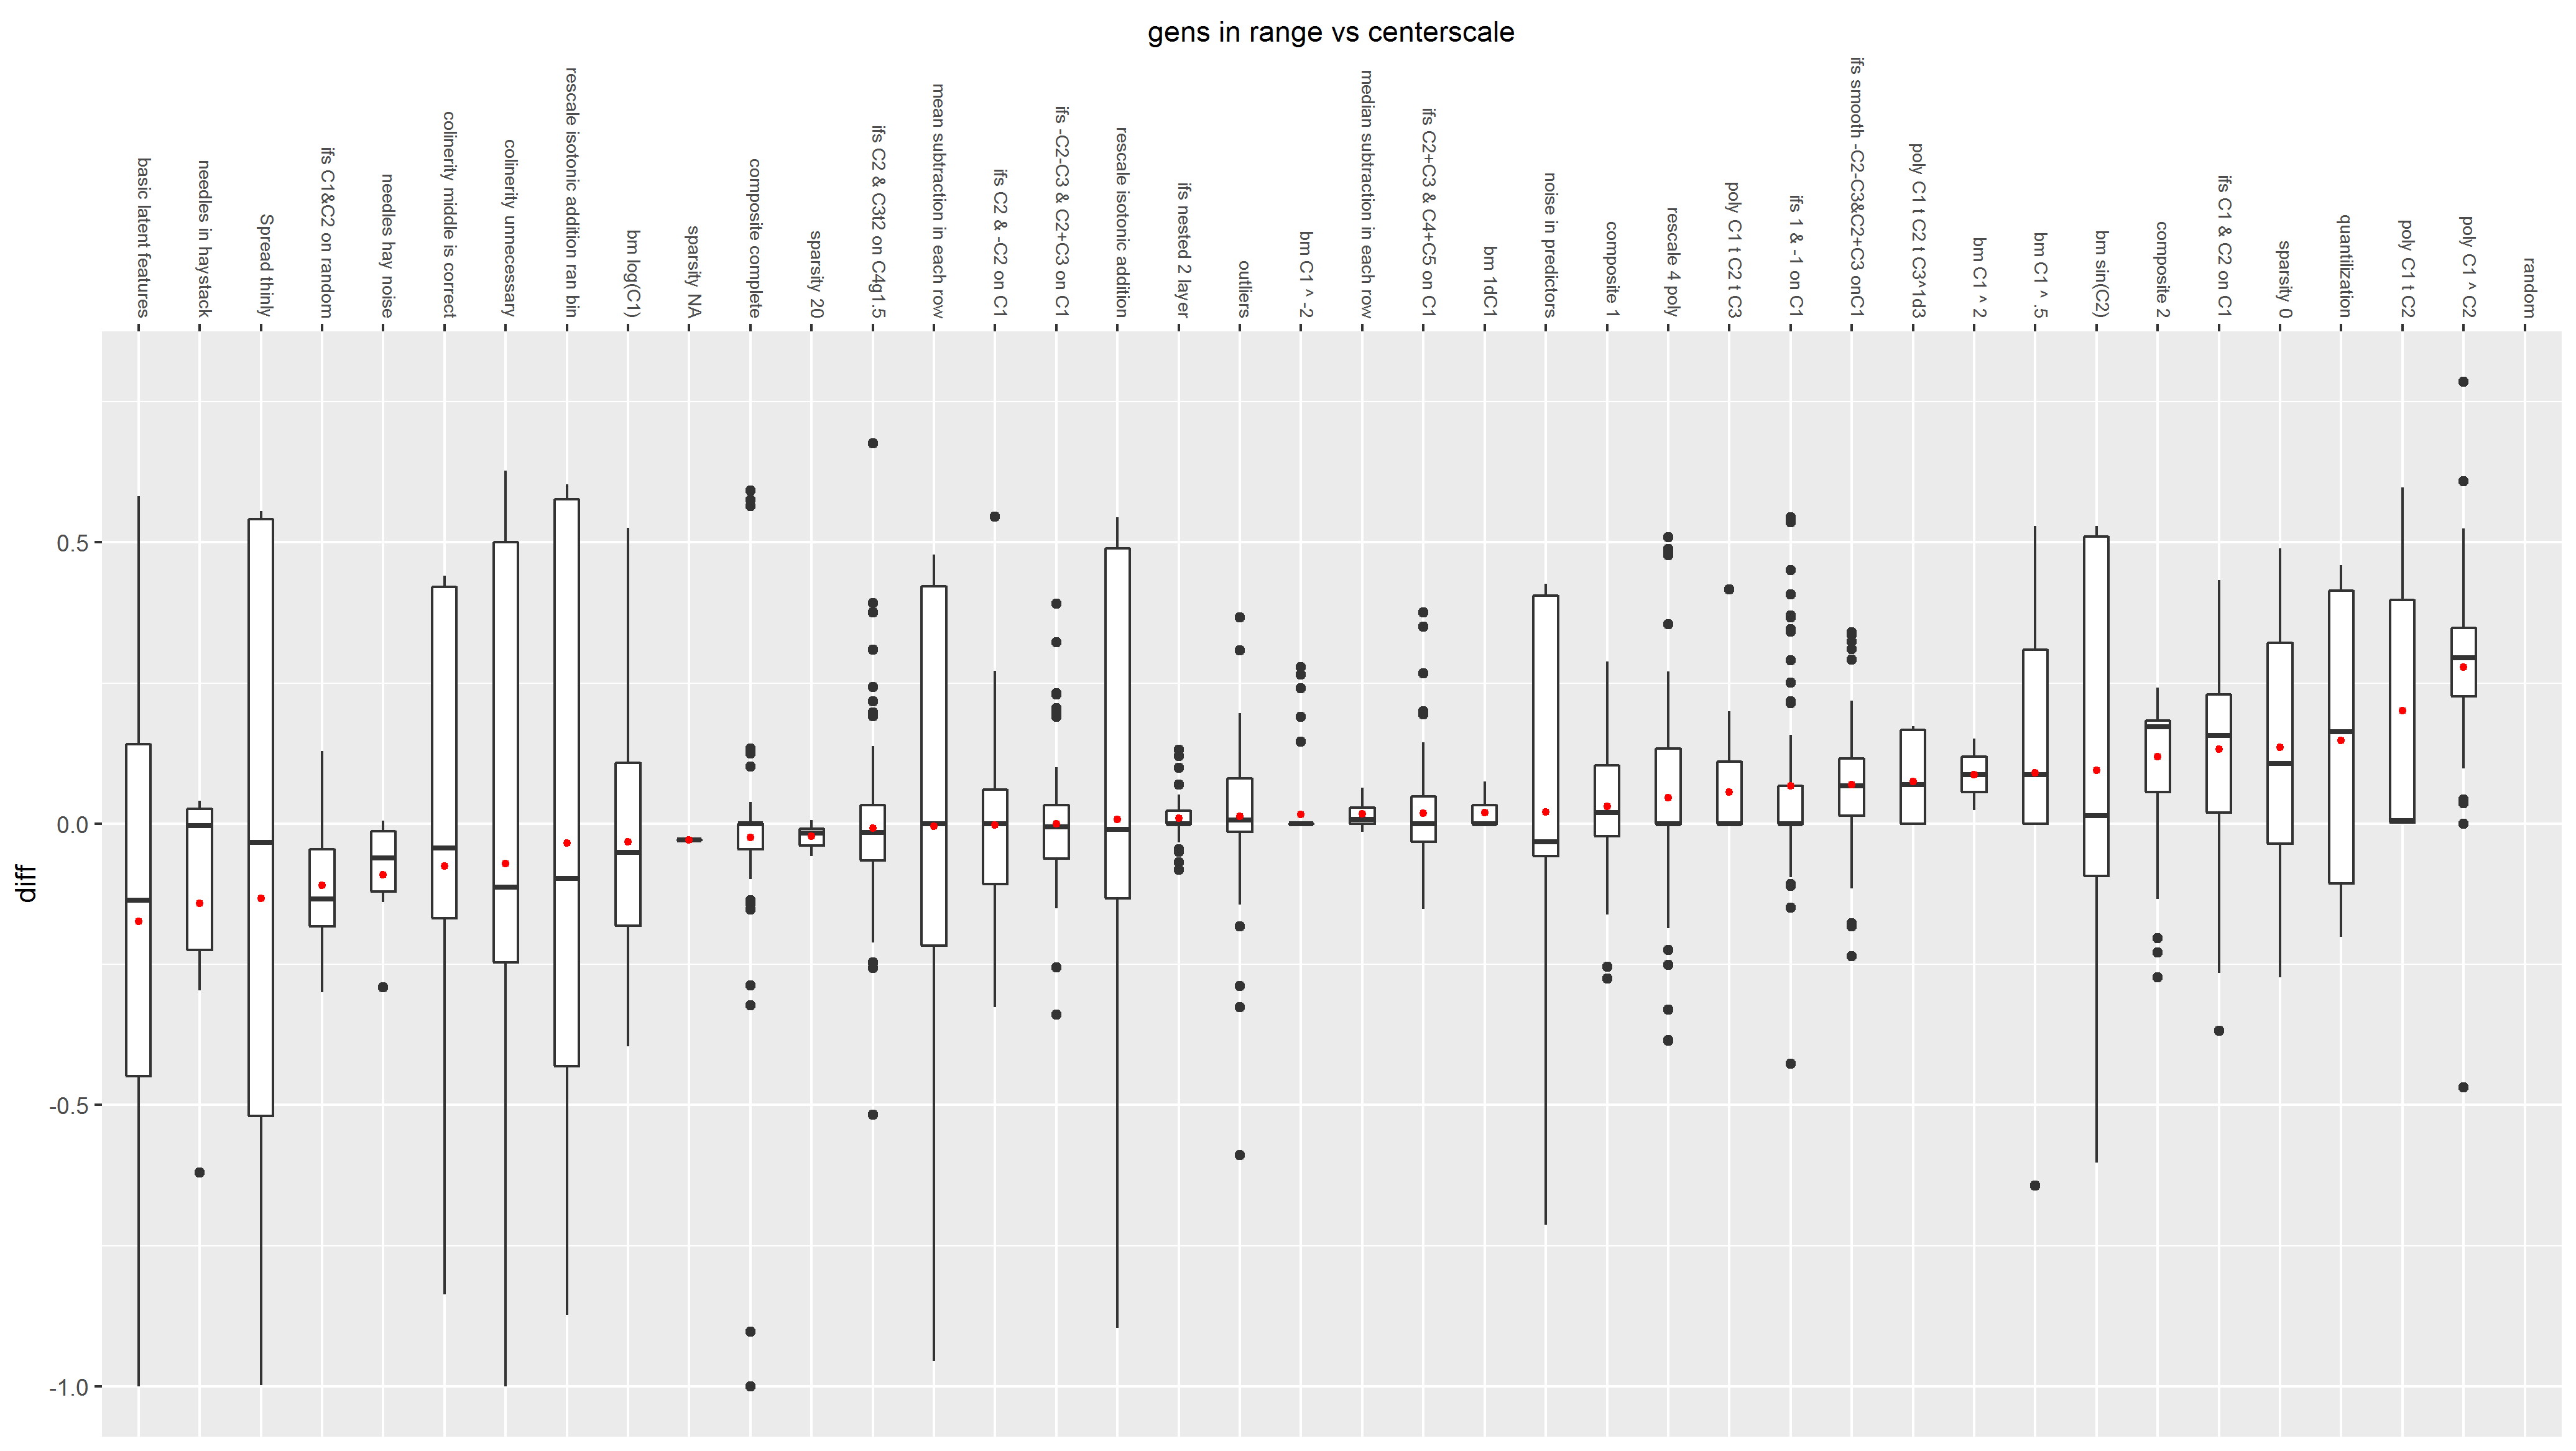 gens in range vs centerscale
basic latent features
needles in haystack
Spread thinly
ifs C1&C2 on random
needles hay noise
colinerity middle is correct
colinerity unnecessary
rescale isotonic addition ran bin
bm log(C1)
sparsity NA
composite complete
sparsity 20
ifs C2 & C3t2 on C4g1.5
mean subtraction in each row
ifs C2 & -C2 on C1
ifs -C2-C3 & C2+C3 on C1
rescale isotonic addition
ifs nested 2 layer
outliers
bm C1 ^ -2
median subtraction in each row
ifs C2+C3 & C4+C5 on C1
bm 1dC1
noise in predictors
composite 1
rescale 4 poly
poly C1 t C2 t C3
ifs 1 & -1 on C1
ifs smooth -C2-C3&C2+C3 onC1
poly C1 t C2 t C3^1d3
bm C1 ^ 2
bm C1 ^ .5
bm sin(C2)
composite 2
ifs C1 & C2 on C1
sparsity 0
quantilization
poly C1 t C2
poly C1 ^ C2
random
0.5
0.0
-0.5
-1.0
diff